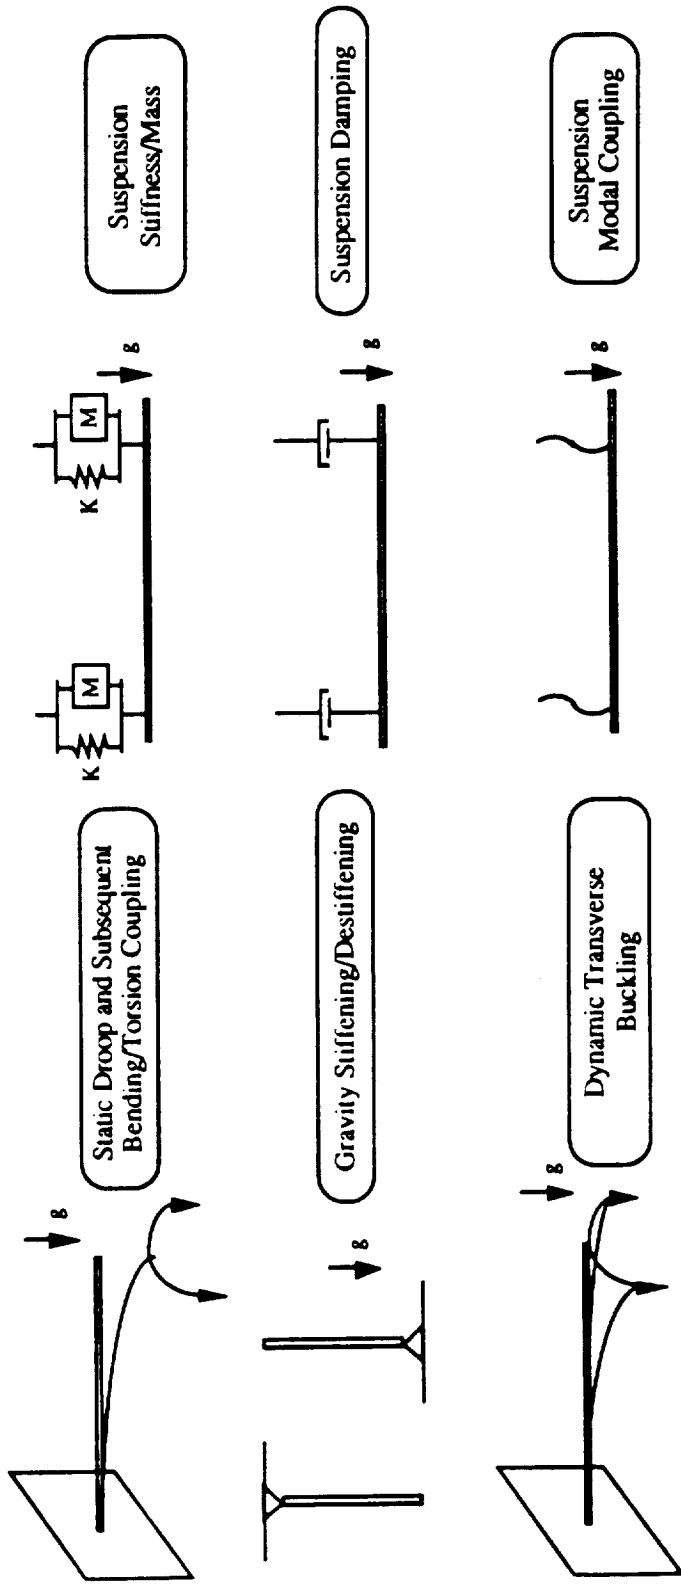 g
Static Droop and Subsequent
Bending/Torsion Coupling
K
M
K
M
g
Suspension
Stiffness/Mass
g
Gravity Stiffening/Destiffening
g
Suspension Damping
g
Dynamic Transverse
Buckling
g
Suspension
Modal Coupling